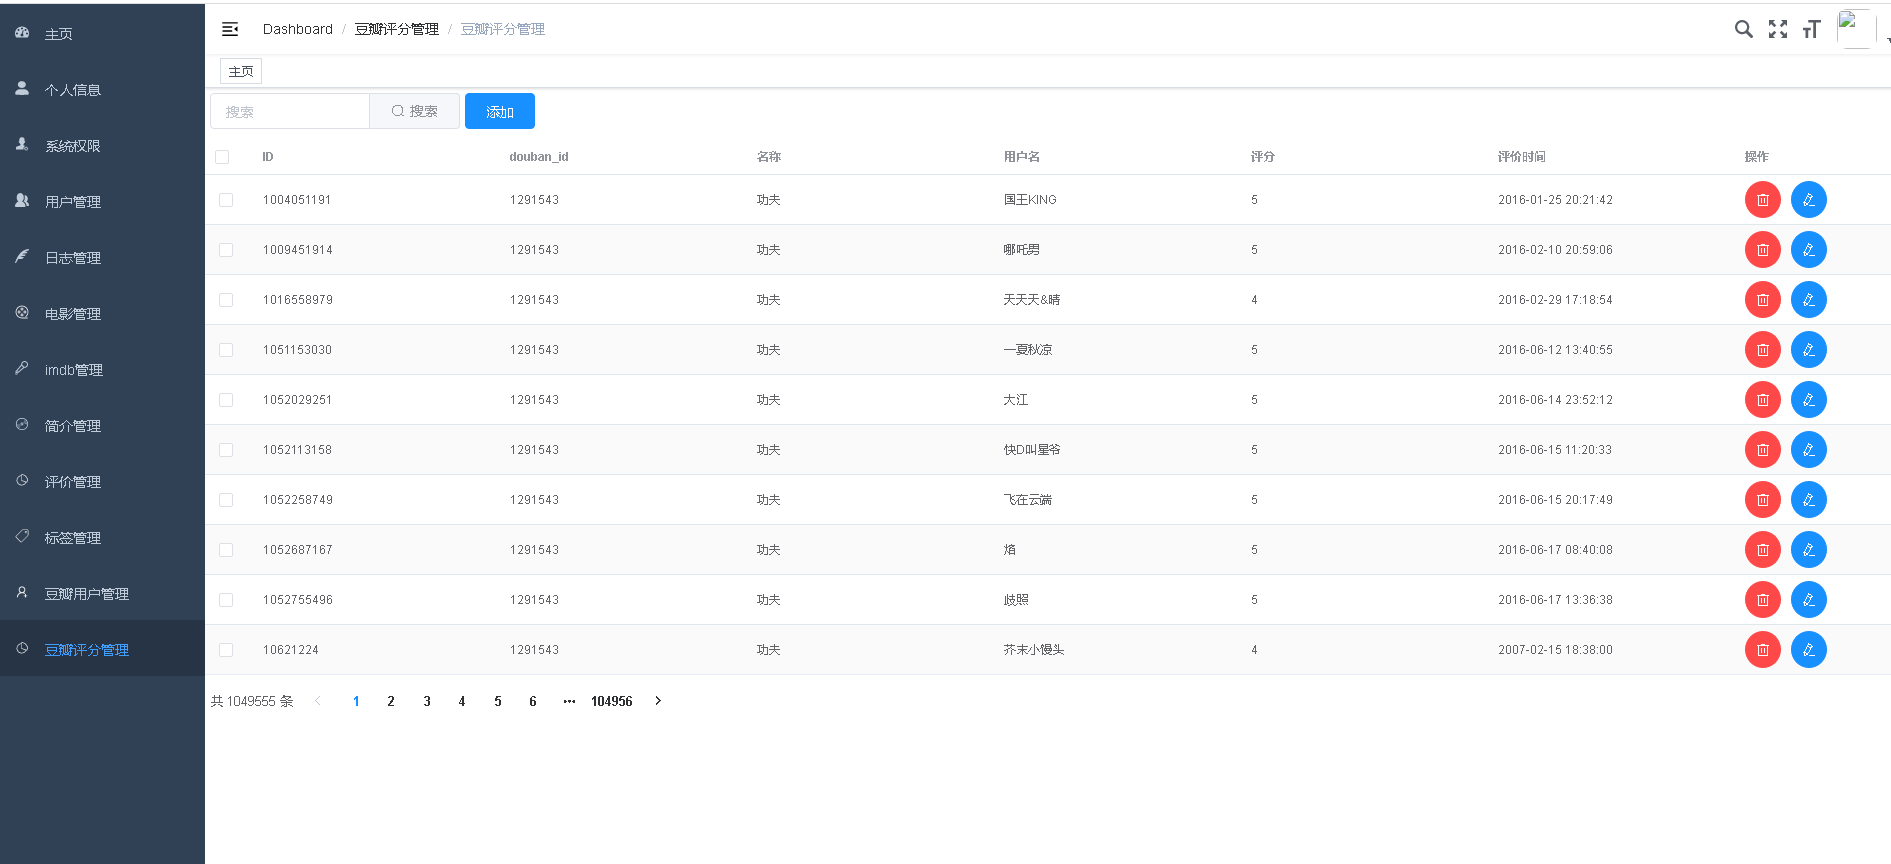 主页
个人信息
系统权限
用户管理
日志管理
电影管理
imdb管理
简介管理
评价管理
标签管理
豆瓣用户管理
豆瓣评分管理
Dashboard / 豆瓣评分管理 / 豆瓣评分管理
主页
搜索 搜索 添加
ID douban_id 名称 用户名 评分 评价时间 操作
1004051191 1291543 功夫 国王KING 5 2016-01-25 20:21:42
1009451914 1291543 功夫 哪吒男 5 2016-02-10 20:59:06
1016558979 1291543 功夫 天天天&晴 4 2016-02-29 17:18:54
1051153030 1291543 功夫 一夏秋凉 5 2016-06-12 13:40:55
1052029251 1291543 功夫 大江 5 2016-06-14 23:52:12
1052113158 1291543 功夫 快D叫星爷 5 2016-06-15 11:20:33
1052258749 1291543 功夫 飞在云端 5 2016-06-15 20:17:49
1052687167 1291543 功夫 焰 5 2016-06-17 08:40:08
1052755496 1291543 功夫 歧照 5 2016-06-17 13:36:38
10621224 1291543 功夫 芥末小馒头 4 2007-02-15 18:38:00
共 1049555 条 1 2 3 4 5 6 ••• 104956